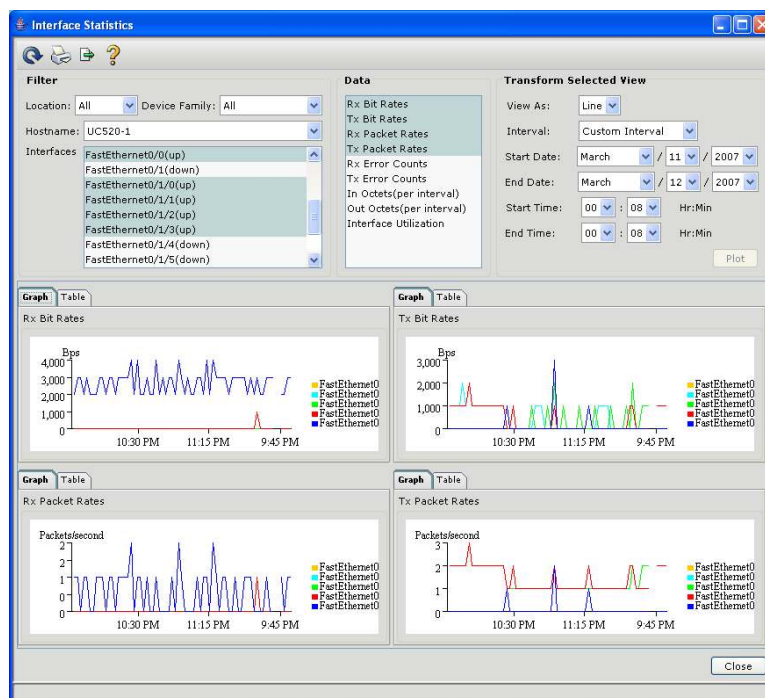 Interface Statistics
Filter
Location: All Device Family: All
Hostname: UC520-1
Interfaces
FastEthernet0/0(up)
FastEthernet0/1(down)
FastEthernet0/1/0(up)
FastEthernet0/1/1(up)
FastEthernet0/1/2(up)
FastEthernet0/1/3(up)
FastEthernet0/1/4(down)
FastEthernet0/1/5(down)
Data
Rx Bit Rates
Tx Bit Rates
Rx Packet Rates
Tx Packet Rates
Rx Error Counts
Tx Error Counts
In Octets(per interval)
Out Octets(per interval)
Interface Utilization
Transform Selected View
View As: Line
Interval: Custom Interval
Start Date: March / 11 / 2007
End Date: March / 12 / 2007
Start Time: 00 : 08 Hr:Min
End Time: 00 : 08 Hr:Min
Plot
Graph Table
Rx Bit Rates
Bps
4,000
3,000
2,000
1,000
0
10:30 PM 11:15 PM 9:45 PM
FastEthernet0
FastEthernet0
FastEthernet0
FastEthernet0
FastEthernet0
Graph Table
Tx Bit Rates
Bps
3,000
2,000
1,000
0
10:30 PM 11:15 PM 9:45 PM
FastEthernet0
FastEthernet0
FastEthernet0
FastEthernet0
FastEthernet0
Graph Table
Rx Packet Rates
Packets/second
2
2
1
0
0
10:30 PM 11:15 PM 9:45 PM
FastEthernet0
FastEthernet0
FastEthernet0
FastEthernet0
FastEthernet0
Graph Table
Tx Packet Rates
Packets/second
3
2
1
0
10:30 PM 11:15 PM 9:45 PM
FastEthernet0
FastEthernet0
FastEthernet0
FastEthernet0
FastEthernet0
Close